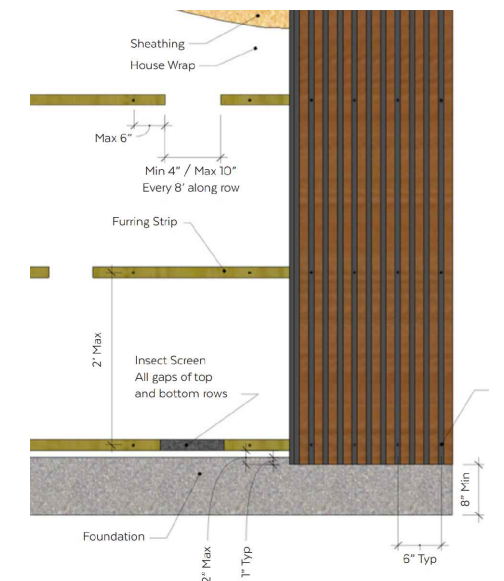 Sheathing
House Wrap
Max 6"
Min 4" / Max 10"
Every 8' along row
Furring Strip
2' Max
Insect Screen
All gaps of top
and bottom rows
8" Min
Foundation
2" Max
1" Typ
6" Typ